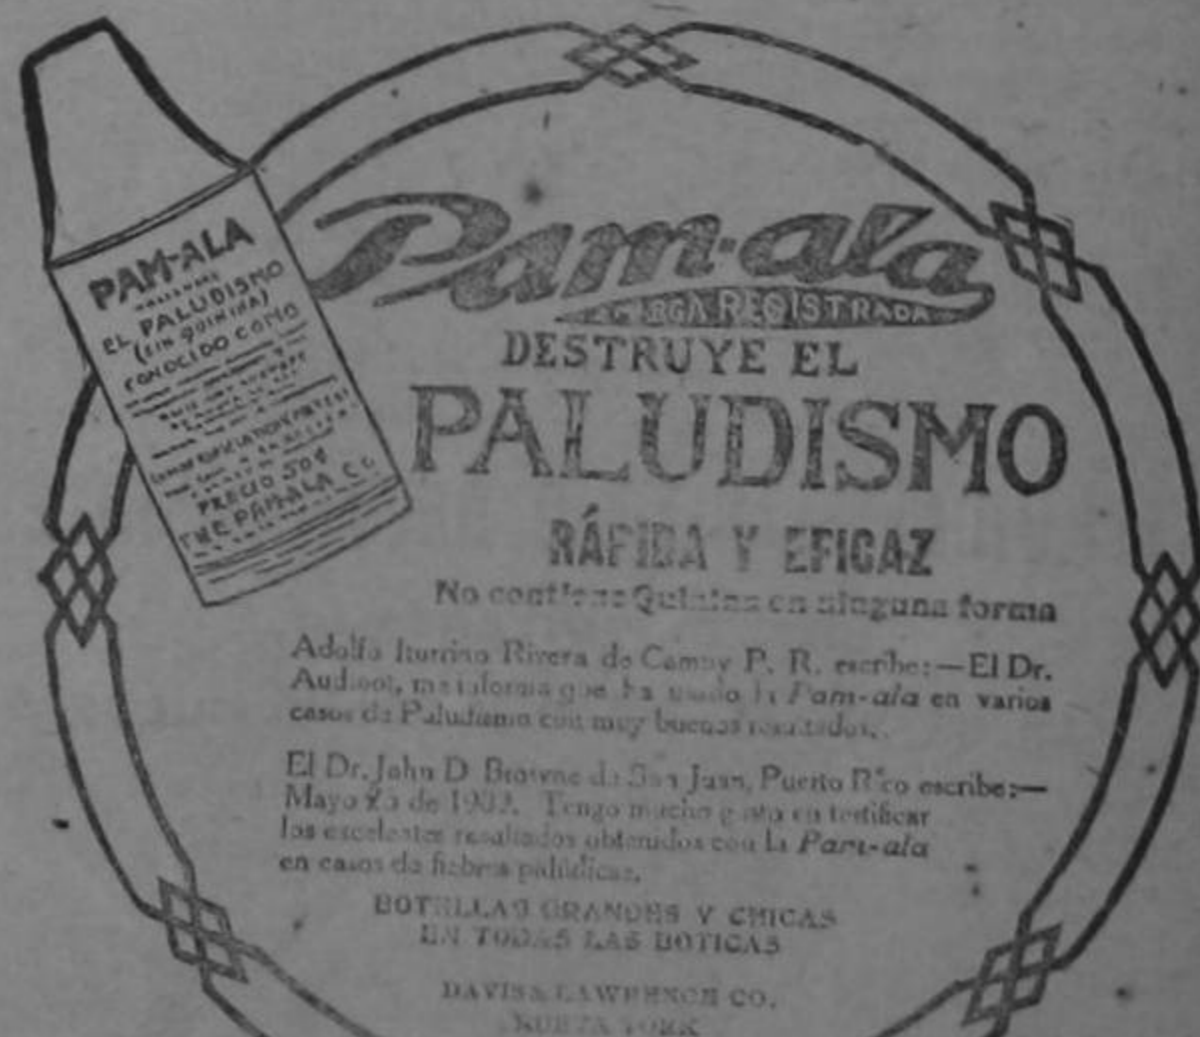 PAM-ALA
EL PALUDISMO
(SIN QUININA)
CONOCIDO COMO
PRECIO 50¢
THE PAM-ALA CO
Pam-ala
MARCA REGISTRADA
DESTRUYE EL
PALUDISMO
RÁPIDA Y EFICAZ
No contiene Quinina en ninguna forma
Adolfo Iturrino Rivera de Camuy P. R. escribe:—El Dr.
me informa que ha usado la Pam-ala en varios
casos de Paludismo con muy buenos resultados.
El Dr. John D Browne de San Juan, Puerto Rico escribe:—
Mayo de Tengo mucho gusto en testificar
los excelentes resultados obtenidos con la Pam-ala
en casos de fiebres palúdicas.
BOTELLAS GRANDES Y CHICAS
EN TODAS LAS BOTICAS
DAVIS & LAWRENCE CO.
NUEVA YORK